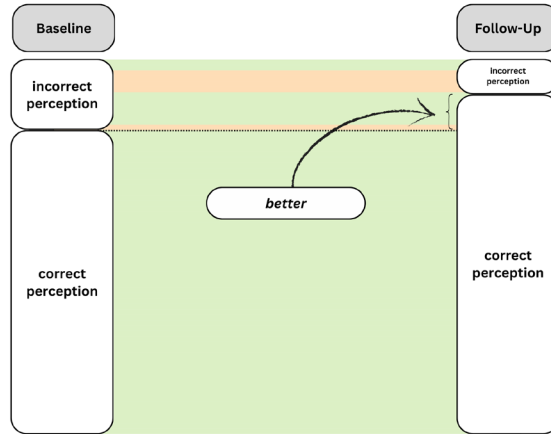 Baseline
Follow-Up
incorrect
perception
incorrect
perception
better
correct
perception
correct
perception